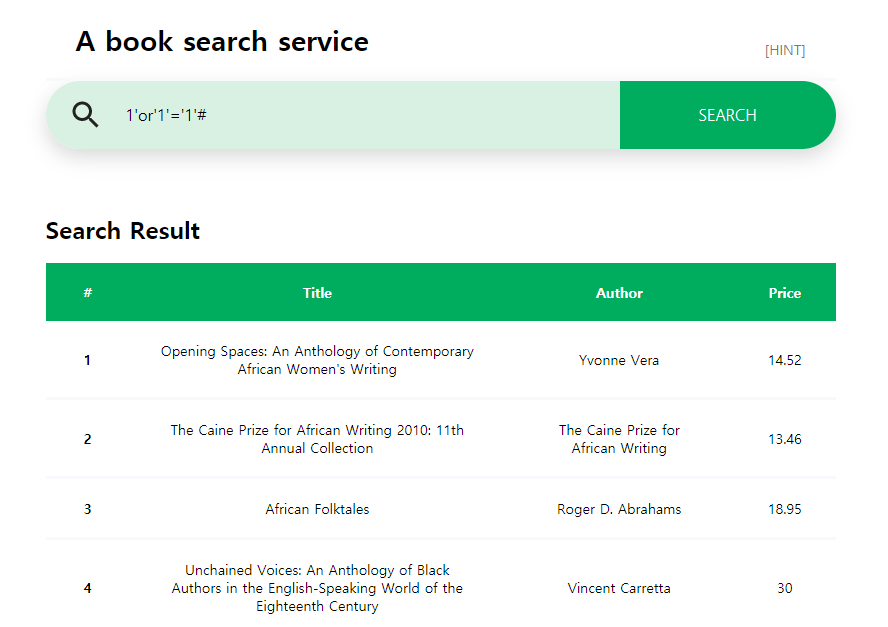 A book search service
[HINT]
1'or'1'='1'#
SEARCH
Search Result
# Title Author Price
1 Opening Spaces: An Anthology of Contemporary
African Women's Writing Yvonne Vera 14.52
2 The Caine Prize for African Writing 2010: 11th
Annual Collection The Caine Prize for
African Writing 13.46
3 African Folktales Roger D. Abrahams 18.95
4 Unchained Voices: An Anthology of Black
Authors in the English-Speaking World of the
Eighteenth Century Vincent Carretta 30